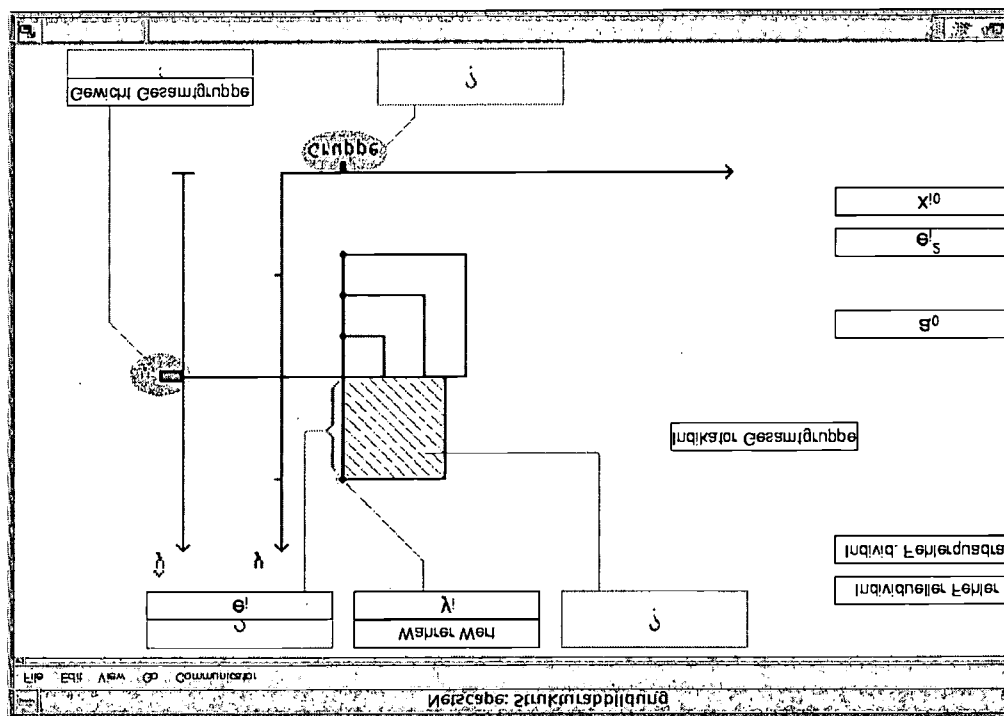 Netscape: Strukturabbildung
File Edit View Go Communicator
?
eᵢ
Wahrer Wert
yᵢ
?
Individueller Fehler
Individ. Fehlerquadra
ŷ
y
Indikator Gesamtgruppe
a₀
eᵢ²
xᵢ₀
Gruppe
Gewicht Gesamtgruppe
?
?